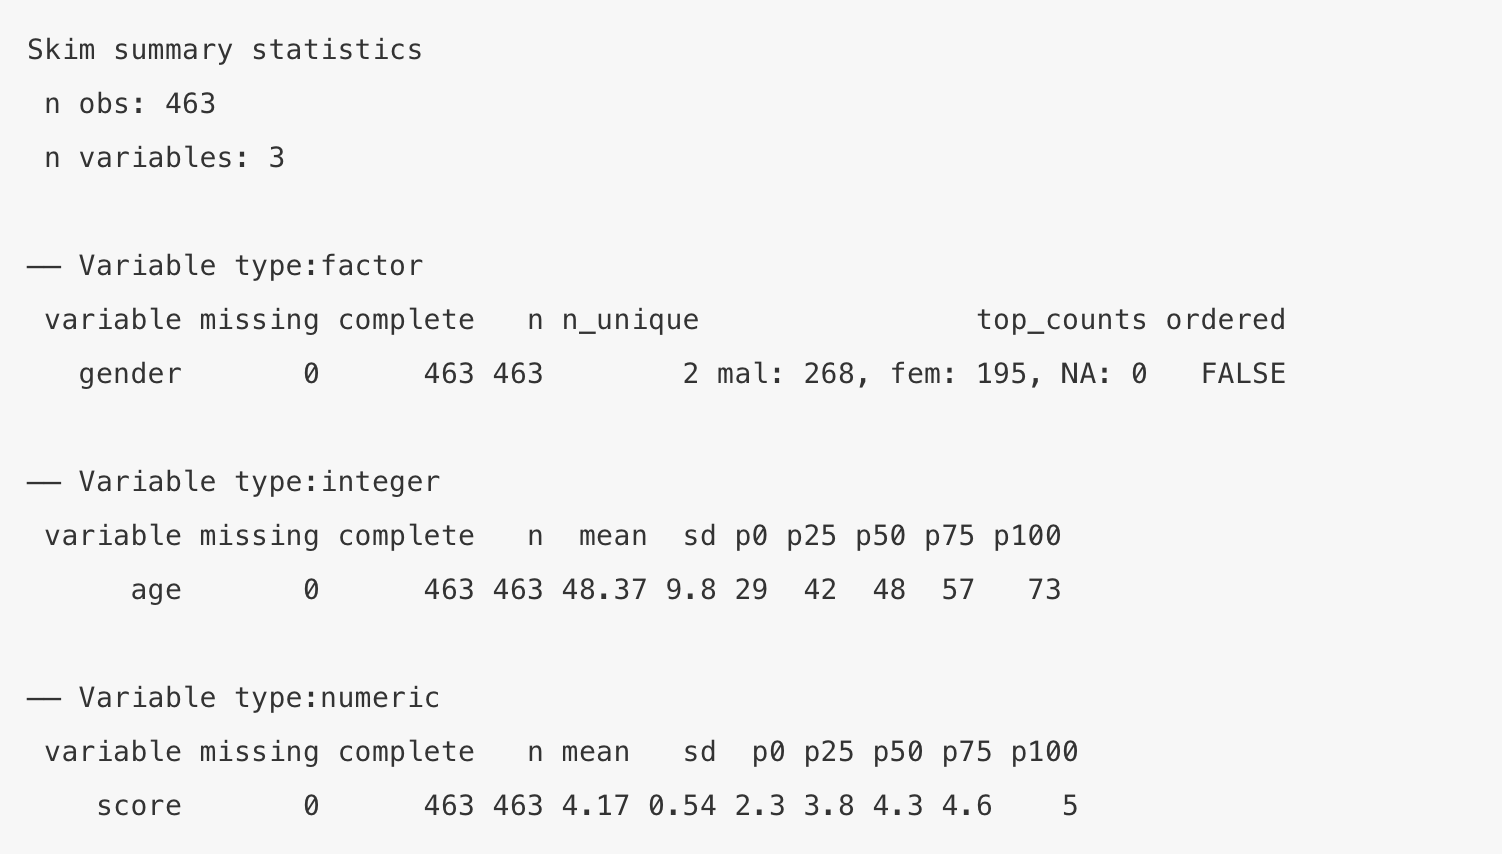 Skim summary statistics
 n obs: 463
 n variables: 3
── Variable type:factor
 variable missing complete   n n_unique                top_counts ordered
   gender       0      463 463        2 mal: 268, fem: 195, NA: 0   FALSE
── Variable type:integer
 variable missing complete   n  mean  sd p0 p25 p50 p75 p100
      age       0      463 463 48.37 9.8 29  42  48  57   73
── Variable type:numeric
 variable missing complete   n mean   sd  p0 p25 p50 p75 p100
    score       0      463 463 4.17 0.54 2.3 3.8 4.3 4.6    5